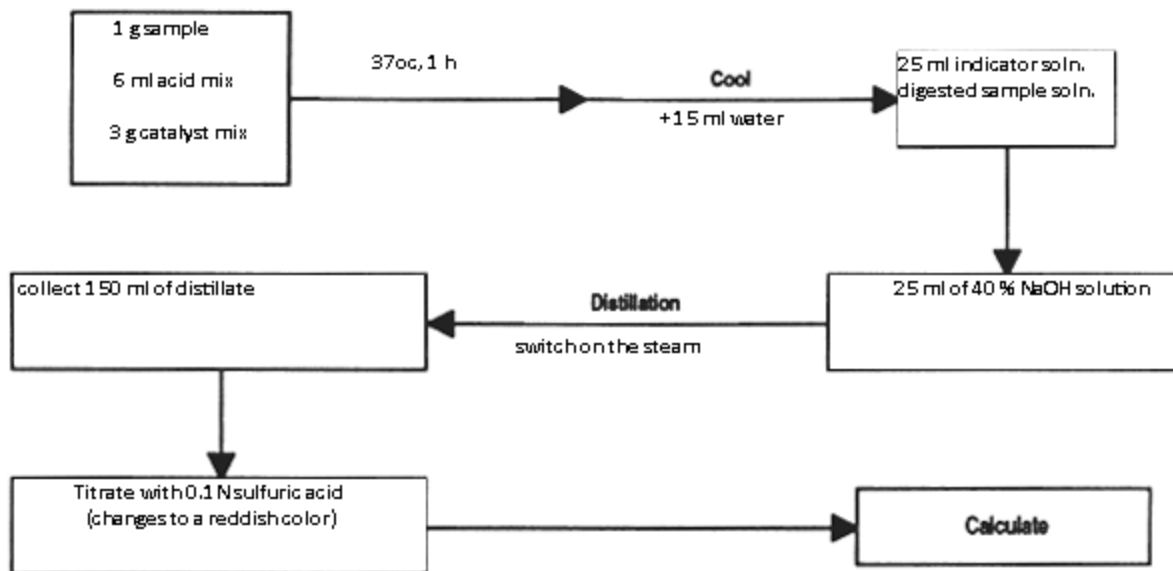 1 g sample
6 ml acid mix
3 g catalyst mix
37oc, 1 h
Cool
+15 ml water
25 ml indicator soln.
digested sample soln.
25 ml of 40 % NaOH solution
Distillation
switch on the steam
collect 150 ml of distillate
Titrate with 0.1 N sulfuric acid
(changes to a reddish color)
Calculate